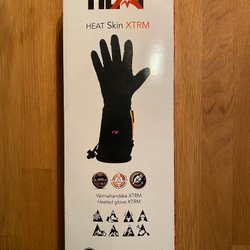 HEAT Skin XTRM
Värmehandske XTRM.
Heated glove XTRM.